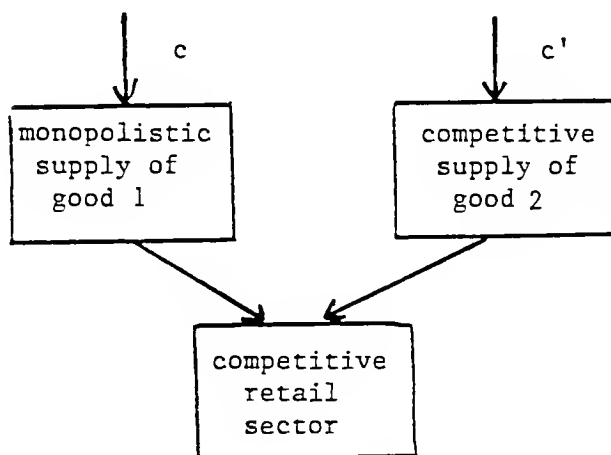 c
c'
monopolistic
supply of
good 1
competitive
supply of
good 2
competitive
retail
sector